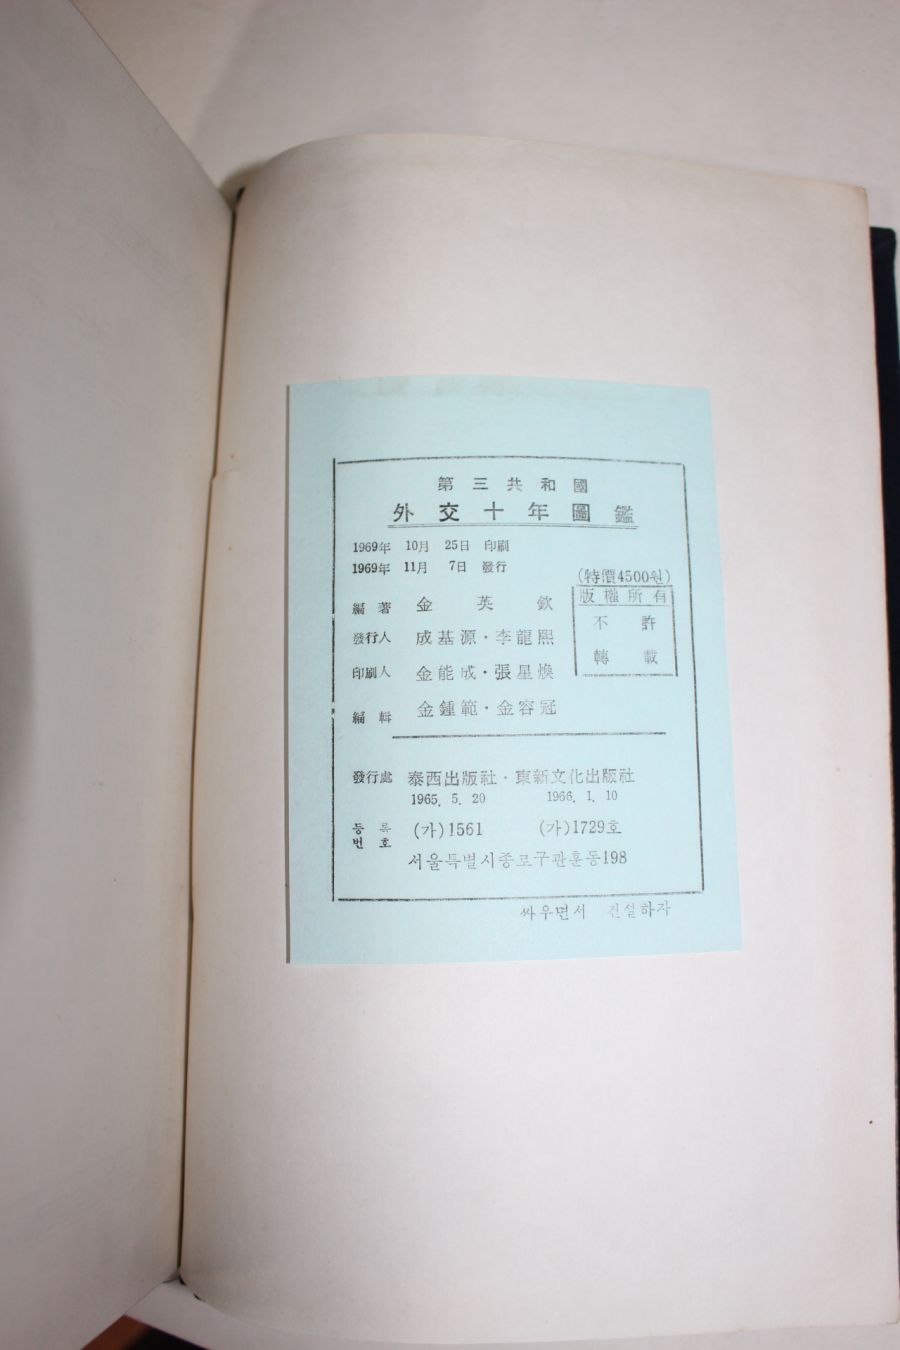 第三共和國
外交十年圖鑑
1969年 10月 25日 印刷
1969年 11月 7日 發行
(特價4500원)
版權所有
不許
轉載
編著 金英欽
發行人 成基源·李龍熙
印刷人 金能成·張星煥
編輯 金鍾範·金容冠
發行處 泰西出版社·東新文化出版社
1965. 5. 20 1966. 1. 10
등록번호 (가)1561 (가)1729호
서울특별시종로구관훈동198
싸우면서 건설하자